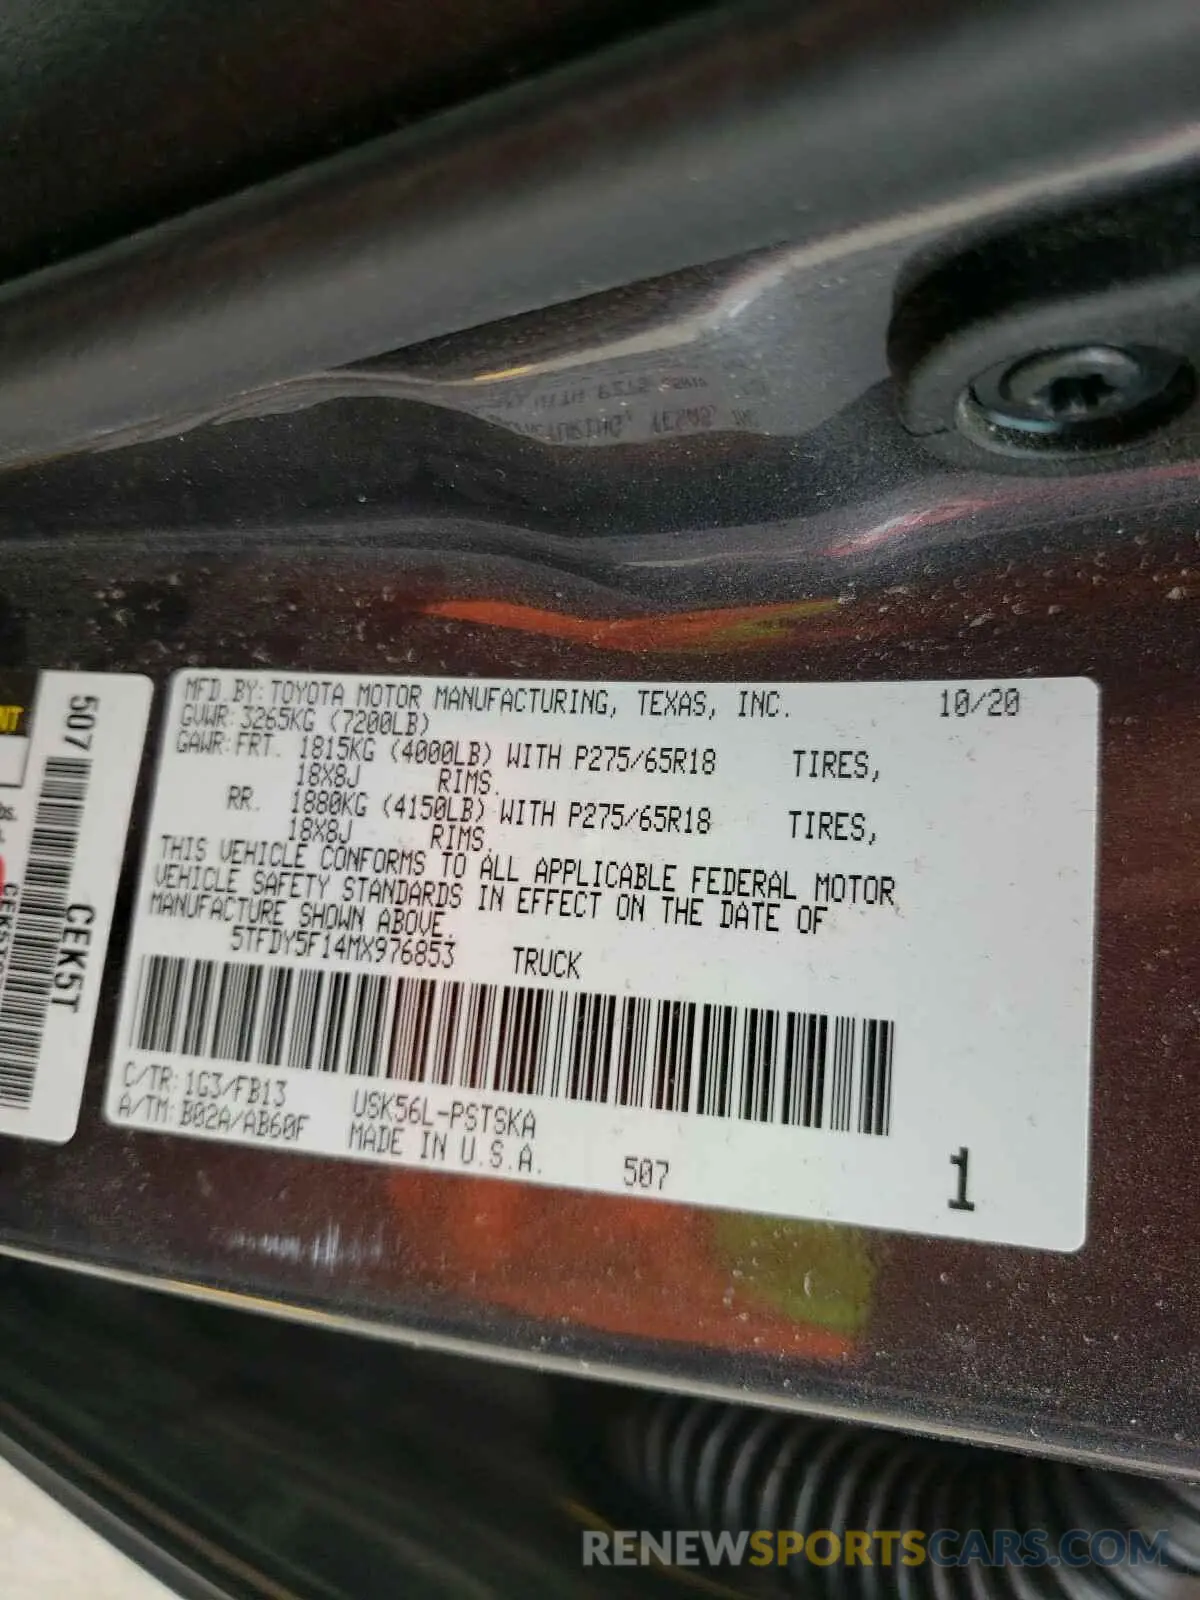 MFD. BY: TOYOTA MOTOR MANUFACTURING, TEXAS, INC. 10/20
GVWR: 3265KG (7200LB)
GAWR: FRT. 1815KG (4000LB) WITH P275/65R18 TIRES,
18X8J RIMS.
RR. 1880KG (4150LB) WITH P275/65R18 TIRES,
18X8J RIMS.
THIS VEHICLE CONFORMS TO ALL APPLICABLE FEDERAL MOTOR
VEHICLE SAFETY STANDARDS IN EFFECT ON THE DATE OF
MANUFACTURE SHOWN ABOVE.
5TFDY5F14MX976853 TRUCK
C/TR: 1G3/FB13 USK56L-PSTSKA
A/TM: B02A/AB60F MADE IN U.S.A. 507 1
507 CEK5T
RENEWSPORTSCARS.COM